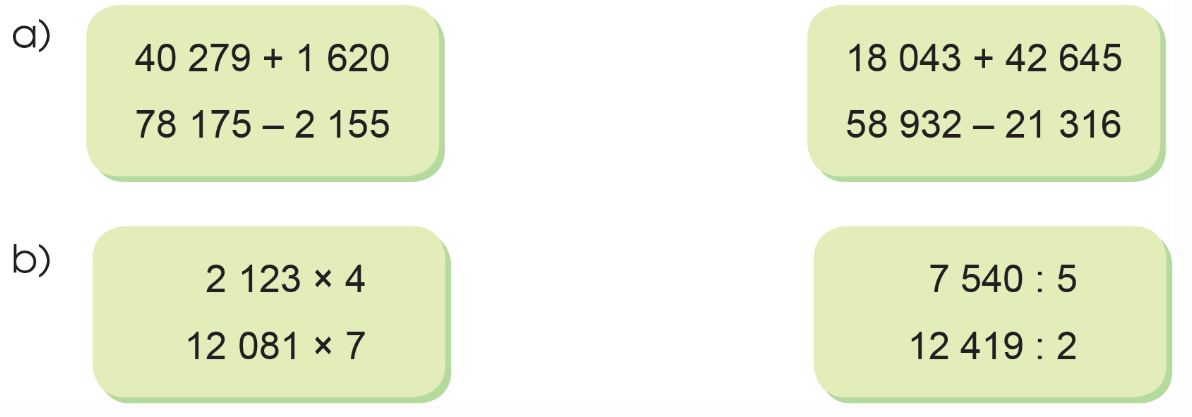 a)
40 279 + 1 620
78 175 – 2 155
18 043 + 42 645
58 932 – 21 316
b)
2 123 × 4
12 081 × 7
7 540 : 5
12 419 : 2